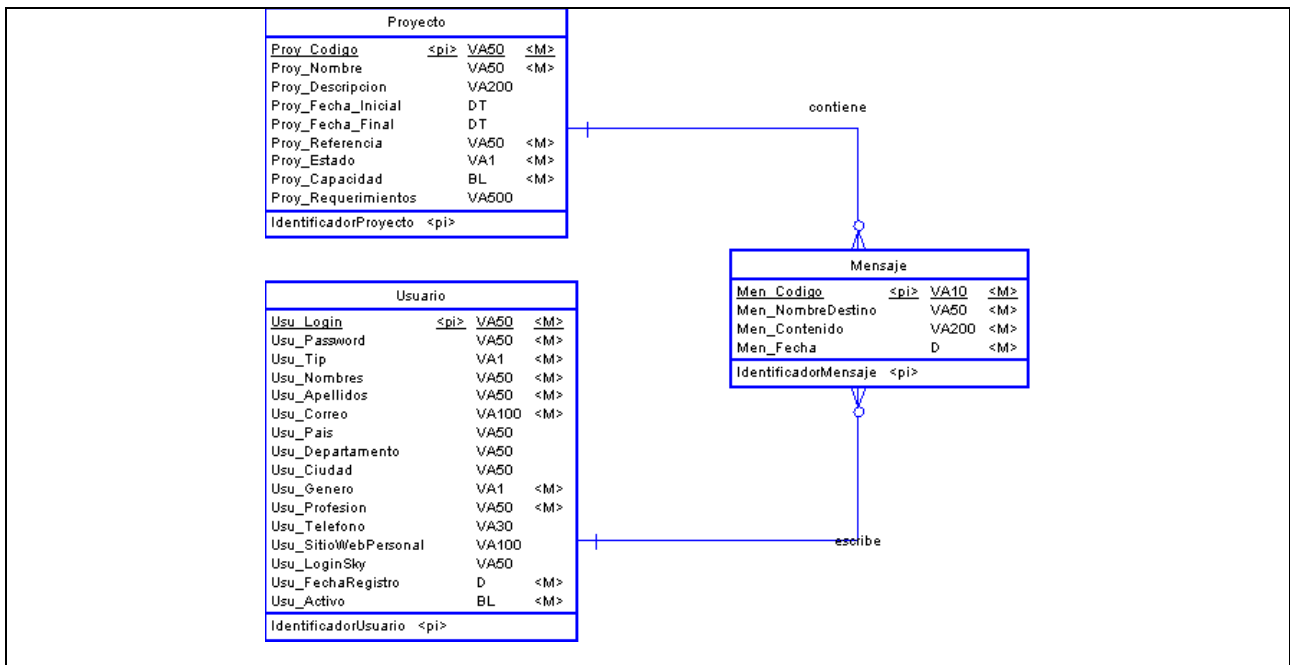 Proyecto
Proy_Codigo <pi> VA50 <M>
Proy_Nombre VA50 <M>
Proy_Descripcion VA200
Proy_Fecha_Inicial DT
Proy_Fecha_Final DT
Proy_Referencia VA50 <M>
Proy_Estado VA1 <M>
Proy_Capacidad BL <M>
Proy_Requerimientos VA500
IdentificadorProyecto <pi>
contiene
Mensaje
Men_Codigo <pi> VA10 <M>
Men_NombreDestino VA50 <M>
Men_Contenido VA200 <M>
Men_Fecha D <M>
IdentificadorMensaje <pi>
Usuario
Usu_Login <pi> VA50 <M>
Usu_Password VA50 <M>
Usu_Tip VA1 <M>
Usu_Nombres VA50 <M>
Usu_Apellidos VA50 <M>
Usu_Correo VA100 <M>
Usu_Pais VA50
Usu_Departamento VA50
Usu_Ciudad VA50
Usu_Genero VA1 <M>
Usu_Profesion VA50 <M>
Usu_Telefono VA30
Usu_SitioWebPersonal VA100
Usu_LoginSky VA50
Usu_FechaRegistro D <M>
Usu_Activo BL <M>
IdentificadorUsuario <pi>
escribe